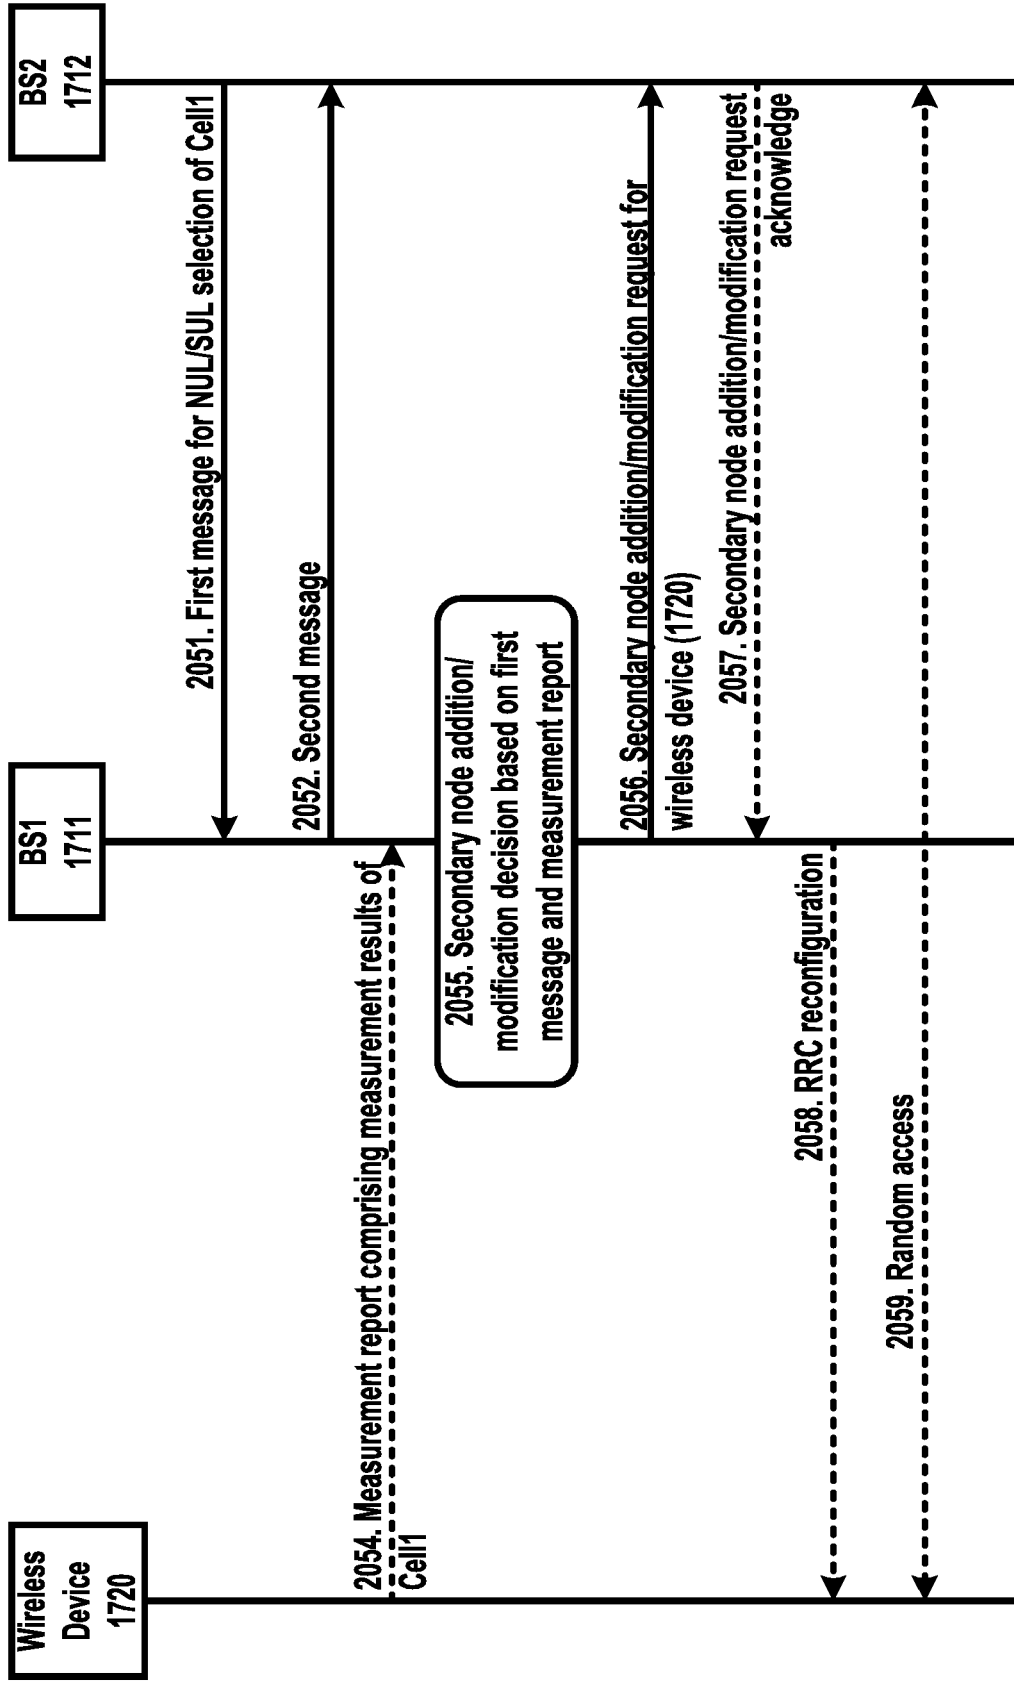 Wireless
Device
1720
BS1
1711
BS2
1712
2051. First message for NUL/SUL selection of Cell1
2052. Second message
2054. Measurement report comprising measurement results of
Cell1
2055. Secondary node addition/
modification decision based on first
message and measurement report
2056. Secondary node addition/modification request for
wireless device (1720)
2057. Secondary node addition/modification request
acknowledge
2058. RRC reconfiguration
2059. Random access